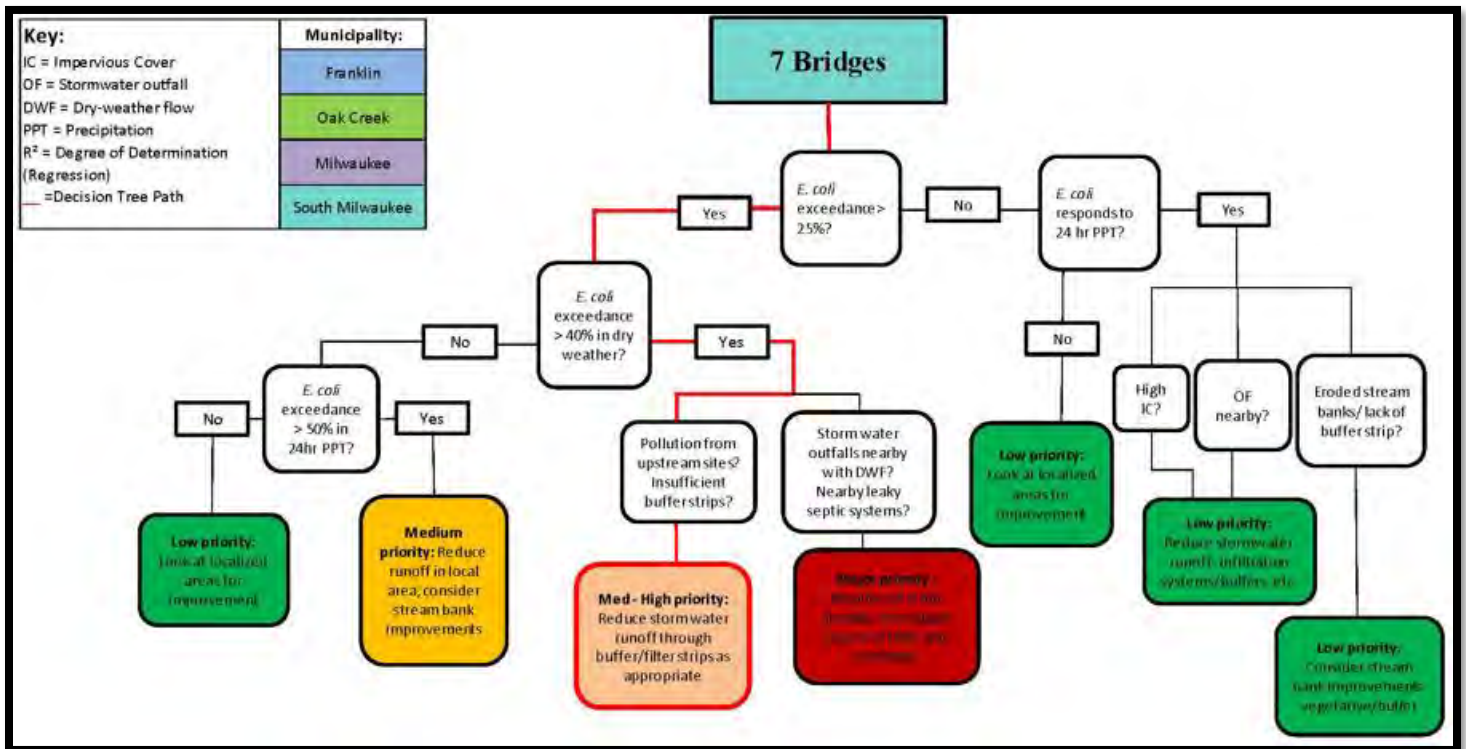 Key:
IC = Impervious Cover
OF = Stormwater outfall
DWF = Dry-weather flow
PPT = Precipitation
R² = Degree of Determination
(Regression)
=Decision Tree Path
Municipality:
Franklin
Oak Creek
Milwaukee
South Milwaukee
7 Bridges
E. coli
exceedance >
25%?
Yes
No
E. coli
responds to
24 hr PPT?
Yes
No
E. coli
exceedance
> 40% in dry
weather?
No
Yes
E. coli
exceedance
> 50% in
24hr PPT?
No
Yes
Pollution from
upstream sites?
Insufficient
buffer strips?
Storm water
outfalls nearby
with DWF?
Nearby leaky
septic systems?
High
IC?
OF
nearby?
Eroded stream
banks/ lack of
buffer strip?
Low priority:
Look at localized
areas for
improvement
Medium
priority: Reduce
runoff in local
area, consider
stream bank
improvements
Med - High priority:
Reduce storm water
runoff through
buffer/filter strips as
appropriate
priority
Low priority:
Look at localized
areas for
improvement
Low priority:
Reduce stormwater
runoff: infiltration
systems/buffers, etc
Low priority:
Consider stream
bank improvements
vegetative/buffer